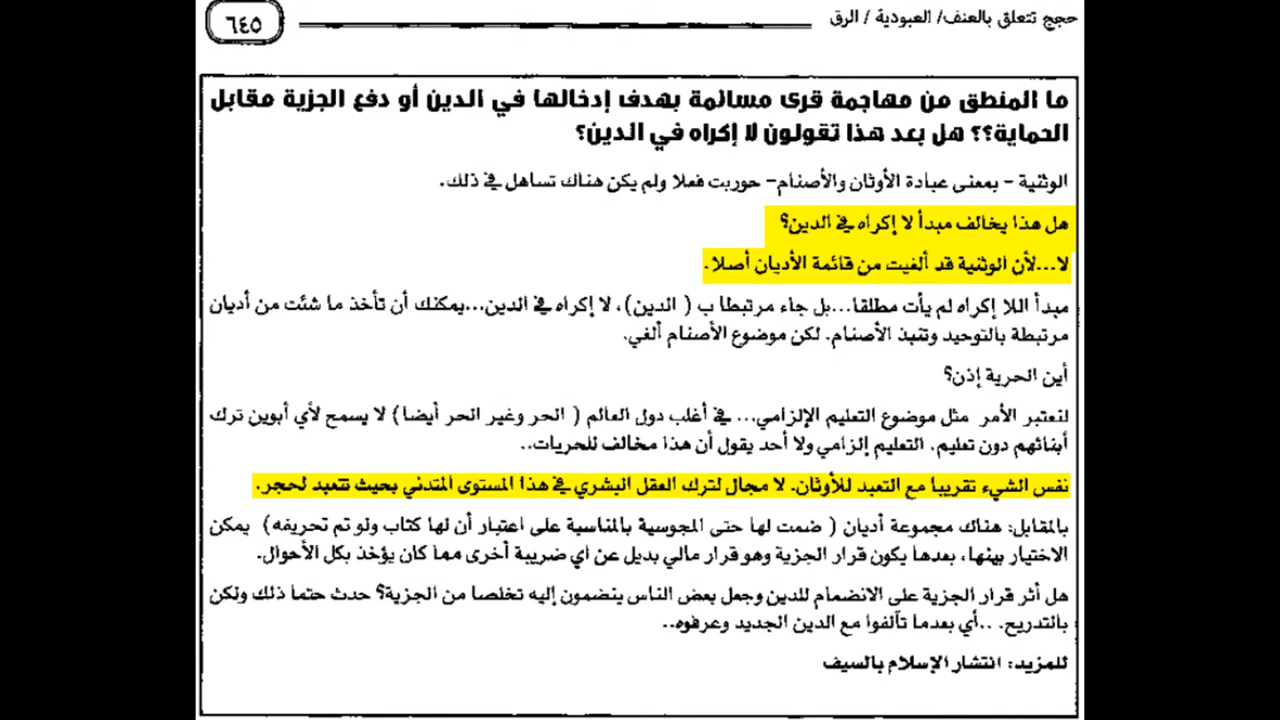 حجج تتعلق بالعنف/ العبودية / الرق
٦٤٥
ما المنطق من مهاجمة قرى مسالمة بهدف إدخالها في الدين أو دفع الجزية مقابل
الحماية؟؟ هل بعد هذا تقولون لا إكراه في الدين؟
الوثنية - بمعنى عبادة الأوثان والأصنام- حوربت فعلا ولم يكن هناك تساهل في ذلك.
هل هذا يخالف مبدأ لا إكراه في الدين؟
لا...لأن الوثنية قد ألغيت من قائمة الأديان أصلا.
مبدأ اللا إكراه لم يأت مطلقا...بل جاء مرتبطا ب ( الدين)، لا إكراه في الدين...يمكنك أن تأخذ ما شئت من أديان
مرتبطة بالتوحيد وتنبذ الأصنام. لكن موضوع الأصنام ألغي.
أين الحرية إذن؟
لنعتبر الأمر مثل موضوع التعليم الإلزامي... في أغلب دول العالم ( الحر وغير الحر أيضا) لا يسمح لأي أبوين ترك
أبنائهم دون تعليم، التعليم إلزامي ولا أحد يقول أن هذا مخالف للحريات..
نفس الشيء تقريبا مع التعبد للأوثان. لا مجال لترك العقل البشري في هذا المستوى المتدني بحيث تتعبد لحجر.
بالمقابل: هناك مجموعة أديان ( ضمت لها حتى المجوسية بالمناسبة على اعتبار أن لها كتاب ولو تم تحريفه) يمكن
الاختيار بينها، بعدها يكون قرار الجزية وهو قرار مالي بديل عن أي ضريبة أخرى مما كان يؤخذ بكل الأحوال.
هل أثر قرار الجزية على الانضمام للدين وجعل بعض الناس ينضمون إليه تخلصا من الجزية؟ حدث حتما ذلك ولكن
بالتدريج. ..أي بعدما تآلفوا مع الدين الجديد وعرفوه..
للمزيد: انتشار الإسلام بالسيف